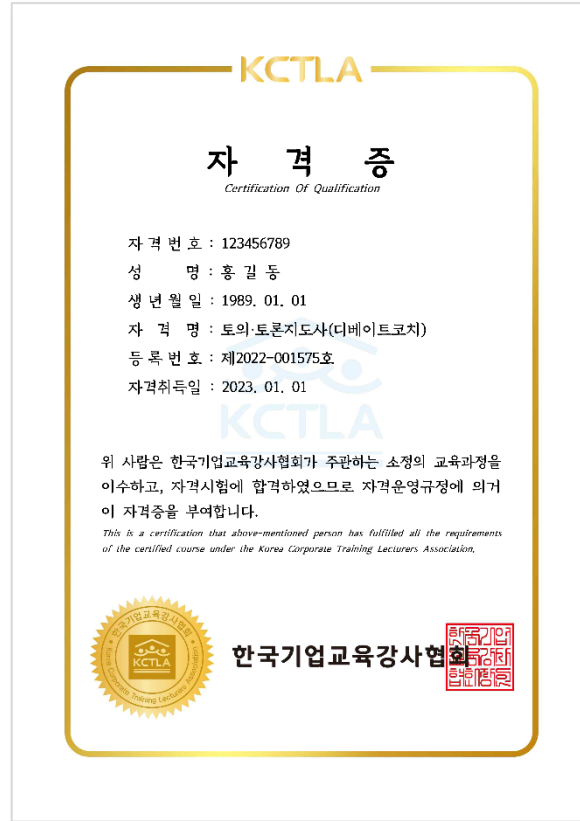 KCTLA
자 격 증
Certification Of Qualification
자 격 번 호 : 123456789
성 명 : 홍 길 동
생 년 월 일 : 1989. 01. 01
자 격 명 : 토의·토론지도사(디베이트코치)
등 록 번 호 : 제2022-001575호
자격취득일 : 2023. 01. 01
KCTLA
위 사람은 한국기업교육강사협회가 주관하는 소정의 교육과정을
이수하고, 자격시험에 합격하였으므로 자격운영규정에 의거
이 자격증을 부여합니다.
This is a certification that above-mentioned person has fulfilled all the requirements
of the certified course under the Korea Corporate Training Lecturers Association.
한국기업교육강사협회
KCTLA
Korea Corporate Training Lecturers Association
한국기업교육강사협회